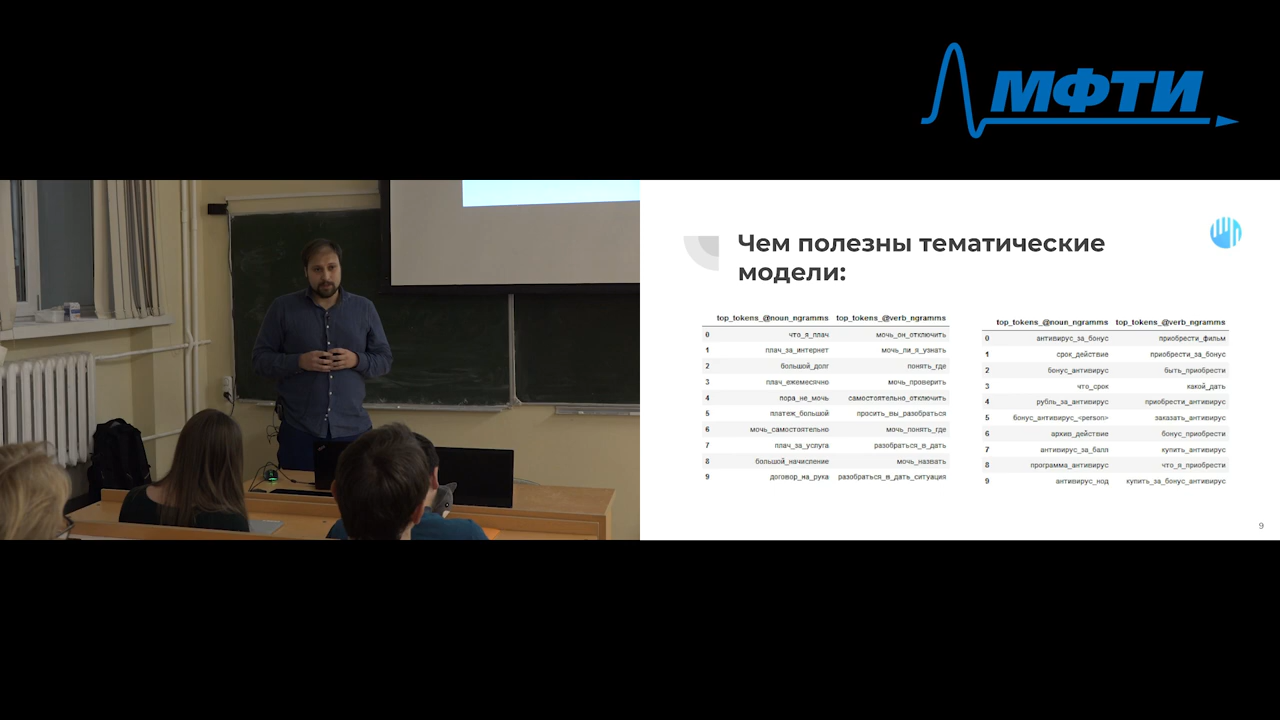 МФТИ
Чем полезны тематические
модели:
top_tokens_@noun_ngramms top_tokens_@verb_ngramms
0 что_я_плач мочь_он_отключить
1 плач_за_интернет мочь_ли_я_узнать
2 большой_долг понять_где
3 плач_ежемесячно мочь_проверить
4 пора_не_мочь самостоятельно_отключить
5 платеж_большой просить_вы_разобраться
6 мочь_самостоятельно мочь_понять_где
7 плач_за_услуга разобраться_в_дать
8 большой_начисление мочь_назвать
9 договор_на_рука разобраться_в_дать_ситуация
top_tokens_@noun_ngramms top_tokens_@verb_ngramms
0 антивирус_за_бонус приобрести_фильм
1 срок_действие приобрести_за_бонус
2 бонус_антивирус быть_приобрести
3 что_срок какой_дать
4 рубль_за_антивирус приобрести_антивирус
5 бонус_антивирус_<person> заказать_антивирус
6 архив_действие бонус_приобрести
7 антивирус_за_балл купить_антивирус
8 программа_антивирус что_я_приобрести
9 антивирус_нод купить_за_бонус_антивирус
9